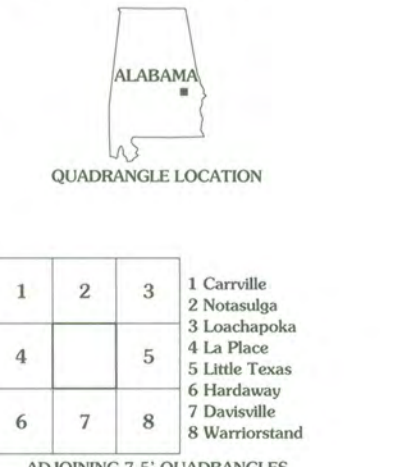 ALABAMA
QUADRANGLE LOCATION
1 2 3
4 5
6 7 8
1 Carrville
2 Notasulga
3 Loachapoka
4 La Place
5 Little Texas
6 Hardaway
7 Davisville
8 Warriorstand
ADJOINING 7.5' QUADRANGLES